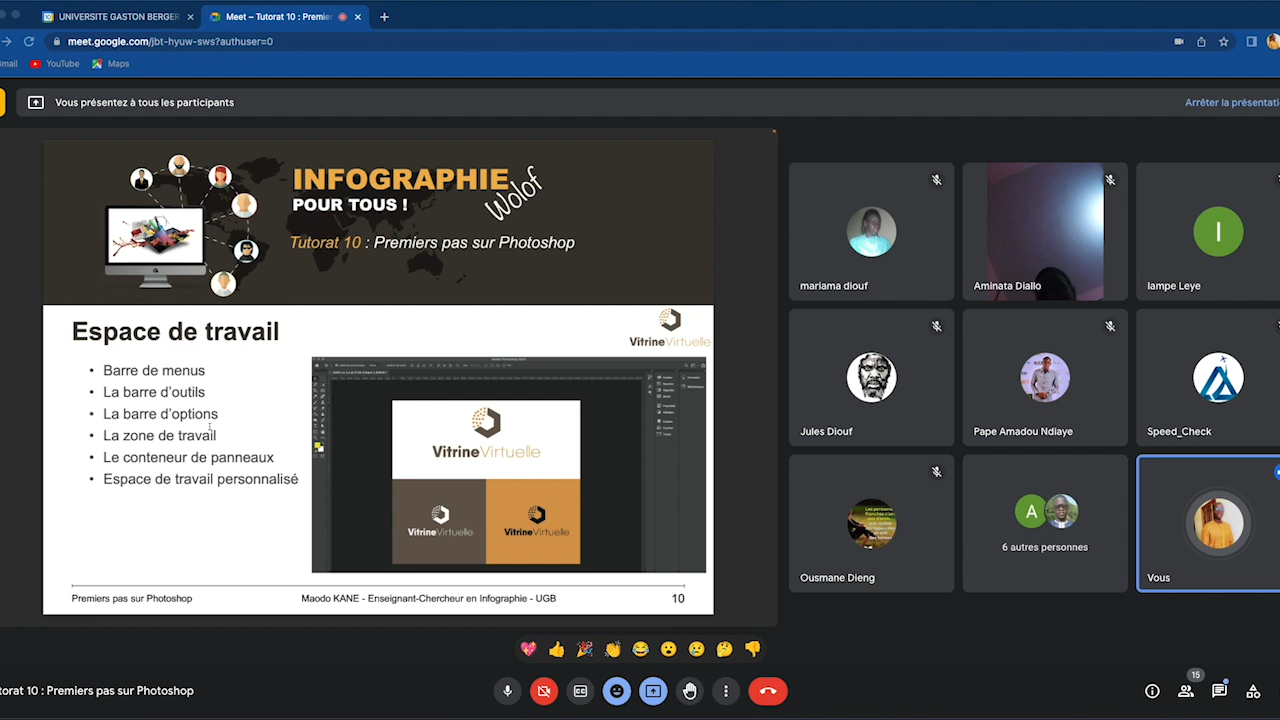 UNIVERSITE GASTON BERGER
Meet – Tutorat 10 : Premie
meet.google.com/jbt-hyuw-sws?authuser=0
YouTube
Maps
Vous présentez à tous les participants
Arrêter la présentati
INFOGRAPHIE
Wolof
POUR TOUS !
Tutorat 10 : Premiers pas sur Photoshop
Espace de travail
VitrineVirtuelle
• Barre de menus
• La barre d'outils
• La barre d'options
• La zone de travail
• Le conteneur de panneaux
• Espace de travail personnalisé
VitrineVirtuelle
VitrineVirtuelle
VitrineVirtuelle
Premiers pas sur Photoshop
Maodo KANE - Enseignant-Chercheur en Infographie - UGB
10
mariama diouf
Aminata Diallo
I
lampe Leye
Jules Diouf
Pape Amadou Ndiaye
Speed_Check
Ousmane Dieng
A
6 autres personnes
Vous
torat 10 : Premiers pas sur Photoshop
15